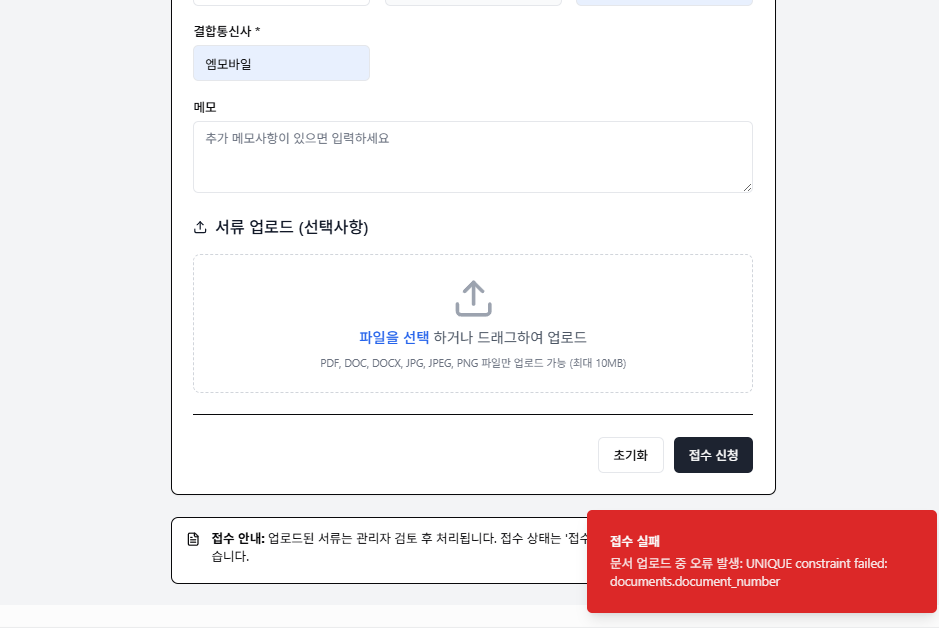 결합통신사 *
엠모바일
메모
추가 메모사항이 있으면 입력하세요
서류 업로드 (선택사항)
파일을 선택 하거나 드래그하여 업로드
PDF, DOC, DOCX, JPG, JPEG, PNG 파일만 업로드 가능 (최대 10MB)
초기화
접수 신청
접수 안내: 업로드된 서류는 관리자 검토 후 처리됩니다. 접수 상태는 '접수
습니다.
접수 실패
문서 업로드 중 오류 발생: UNIQUE constraint failed:
documents.document_number